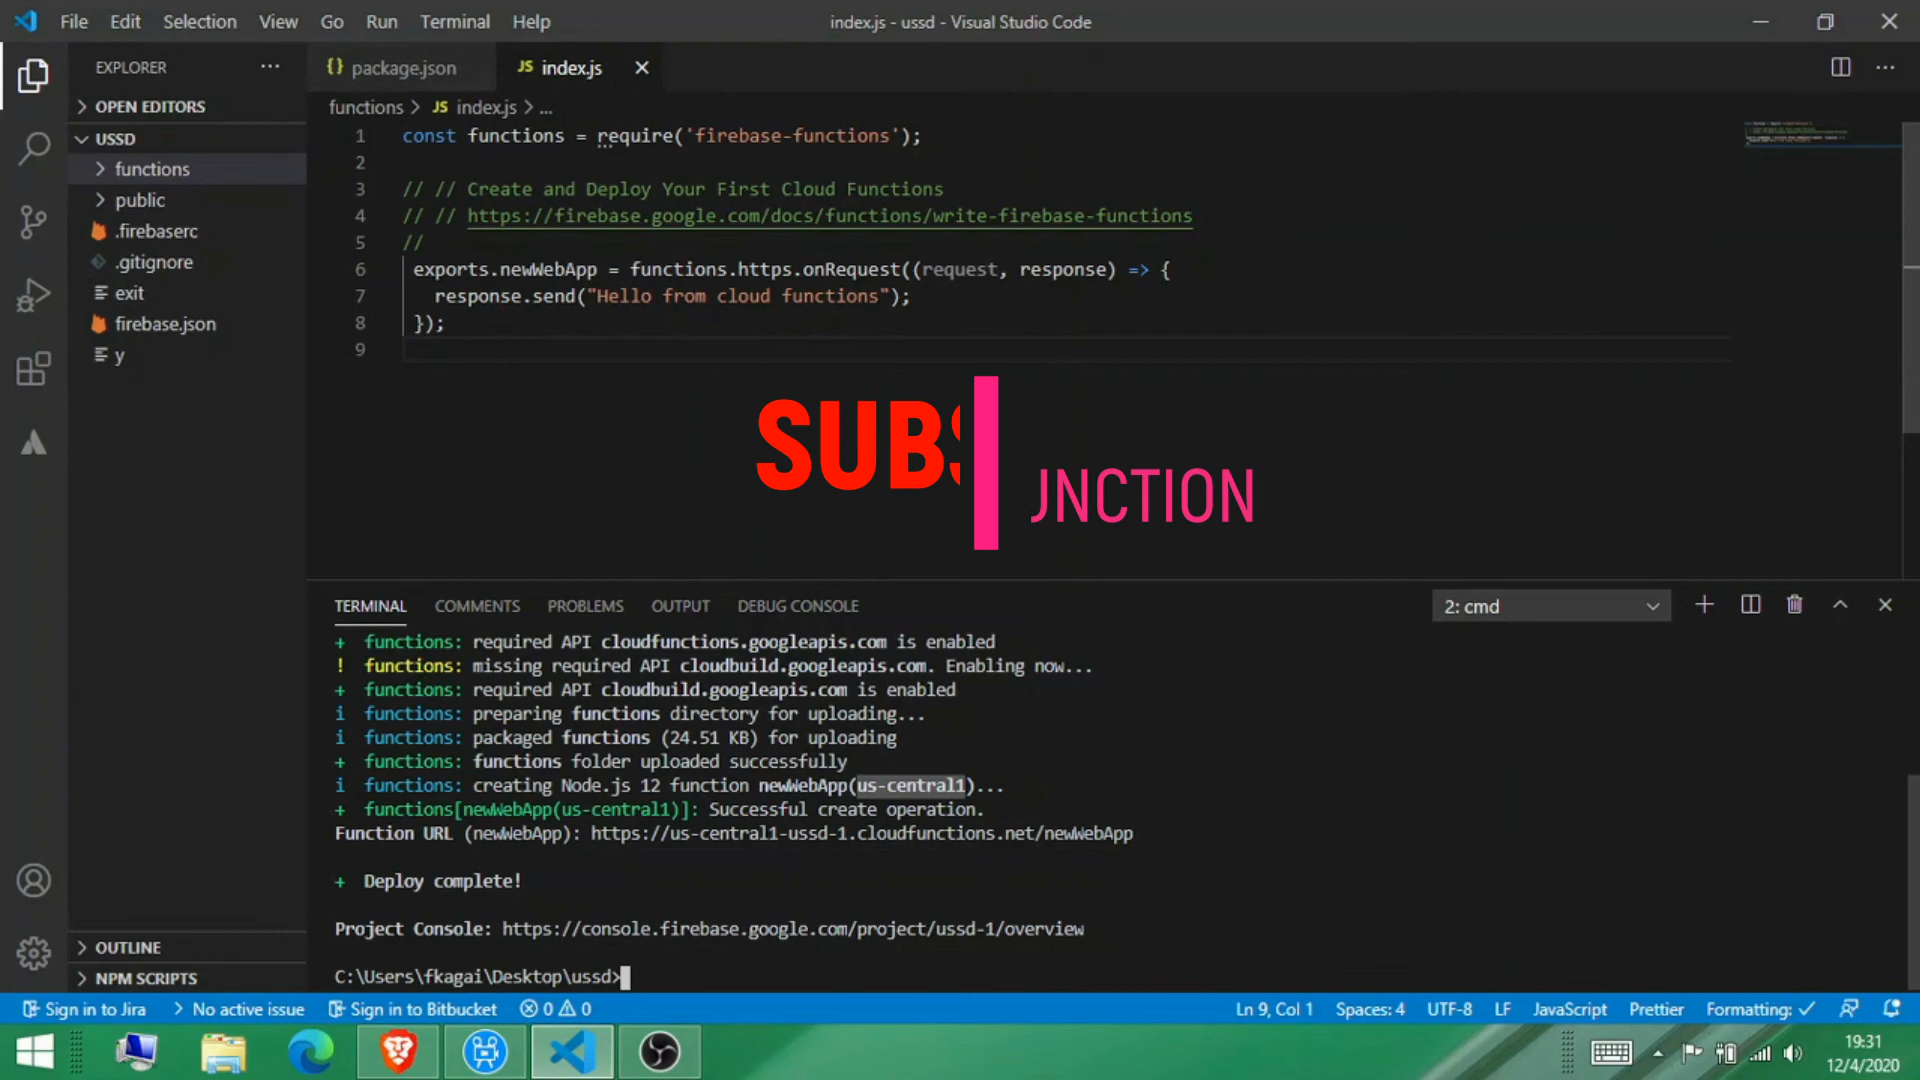 File Edit Selection View Go Run Terminal Help
index.js - ussd - Visual Studio Code
EXPLORER
OPEN EDITORS
USSD
functions
public
.firebaserc
.gitignore
exit
firebase.json
y
OUTLINE
NPM SCRIPTS
{} package.json
JS index.js
functions > JS index.js > ...
1 const functions = require('firebase-functions');
2
3 // // Create and Deploy Your First Cloud Functions
4 // // https://firebase.google.com/docs/functions/write-firebase-functions
5 //
6 exports.newWebApp = functions.https.onRequest((request, response) => {
7 response.send("Hello from cloud functions");
8 });
9
SUBS
UNCTION
TERMINAL COMMENTS PROBLEMS OUTPUT DEBUG CONSOLE
2: cmd
+ functions: required API cloudfunctions.googleapis.com is enabled
! functions: missing required API cloudbuild.googleapis.com. Enabling now...
+ functions: required API cloudbuild.googleapis.com is enabled
i functions: preparing functions directory for uploading...
i functions: packaged functions (24.51 KB) for uploading
+ functions: functions folder uploaded successfully
i functions: creating Node.js 12 function newWebApp(us-central1)...
+ functions[newWebApp(us-central1)]: Successful create operation.
Function URL (newWebApp): https://us-central1-ussd-1.cloudfunctions.net/newWebApp
+ Deploy complete!
Project Console: https://console.firebase.google.com/project/ussd-1/overview
C:\Users\fkagai\Desktop\ussd>
Sign in to Jira No active issue Sign in to Bitbucket 0 0
Ln 9, Col 1 Spaces: 4 UTF-8 LF JavaScript Prettier Formatting: ✓
19:31
12/4/2020